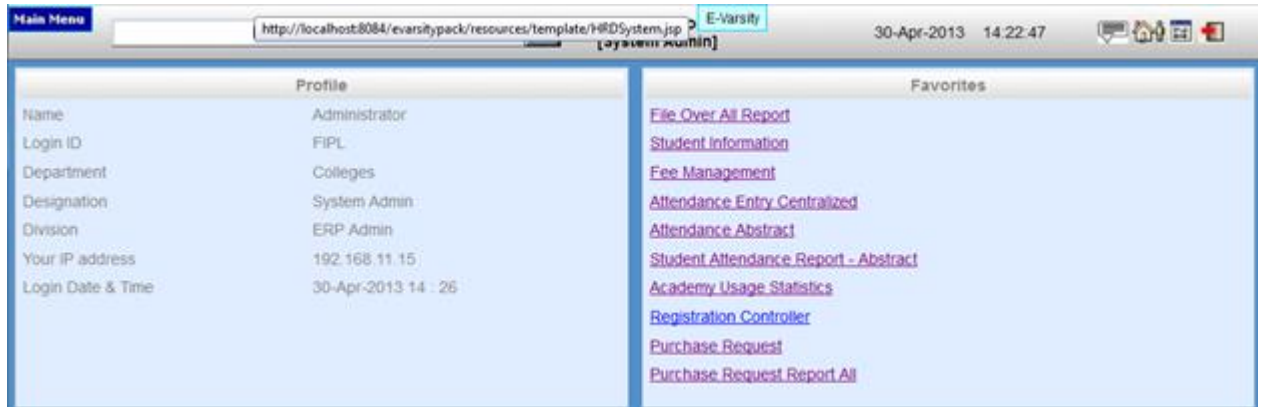 Main Menu
http://localhost:8084/evarsitypack/resources/template/HRDSystem.jsp
E-Varsity
[System Admin]
30-Apr-2013 14:22:47
Profile
Name Administrator
Login ID FIPL
Department Colleges
Designation System Admin
Division ERP Admin
Your IP address 192.168.11.15
Login Date & Time 30-Apr-2013 14 : 26
Favorites
File Over All Report
Student Information
Fee Management
Attendance Entry Centralized
Attendance Abstract
Student Attendance Report - Abstract
Academy Usage Statistics
Registration Controller
Purchase Request
Purchase Request Report All